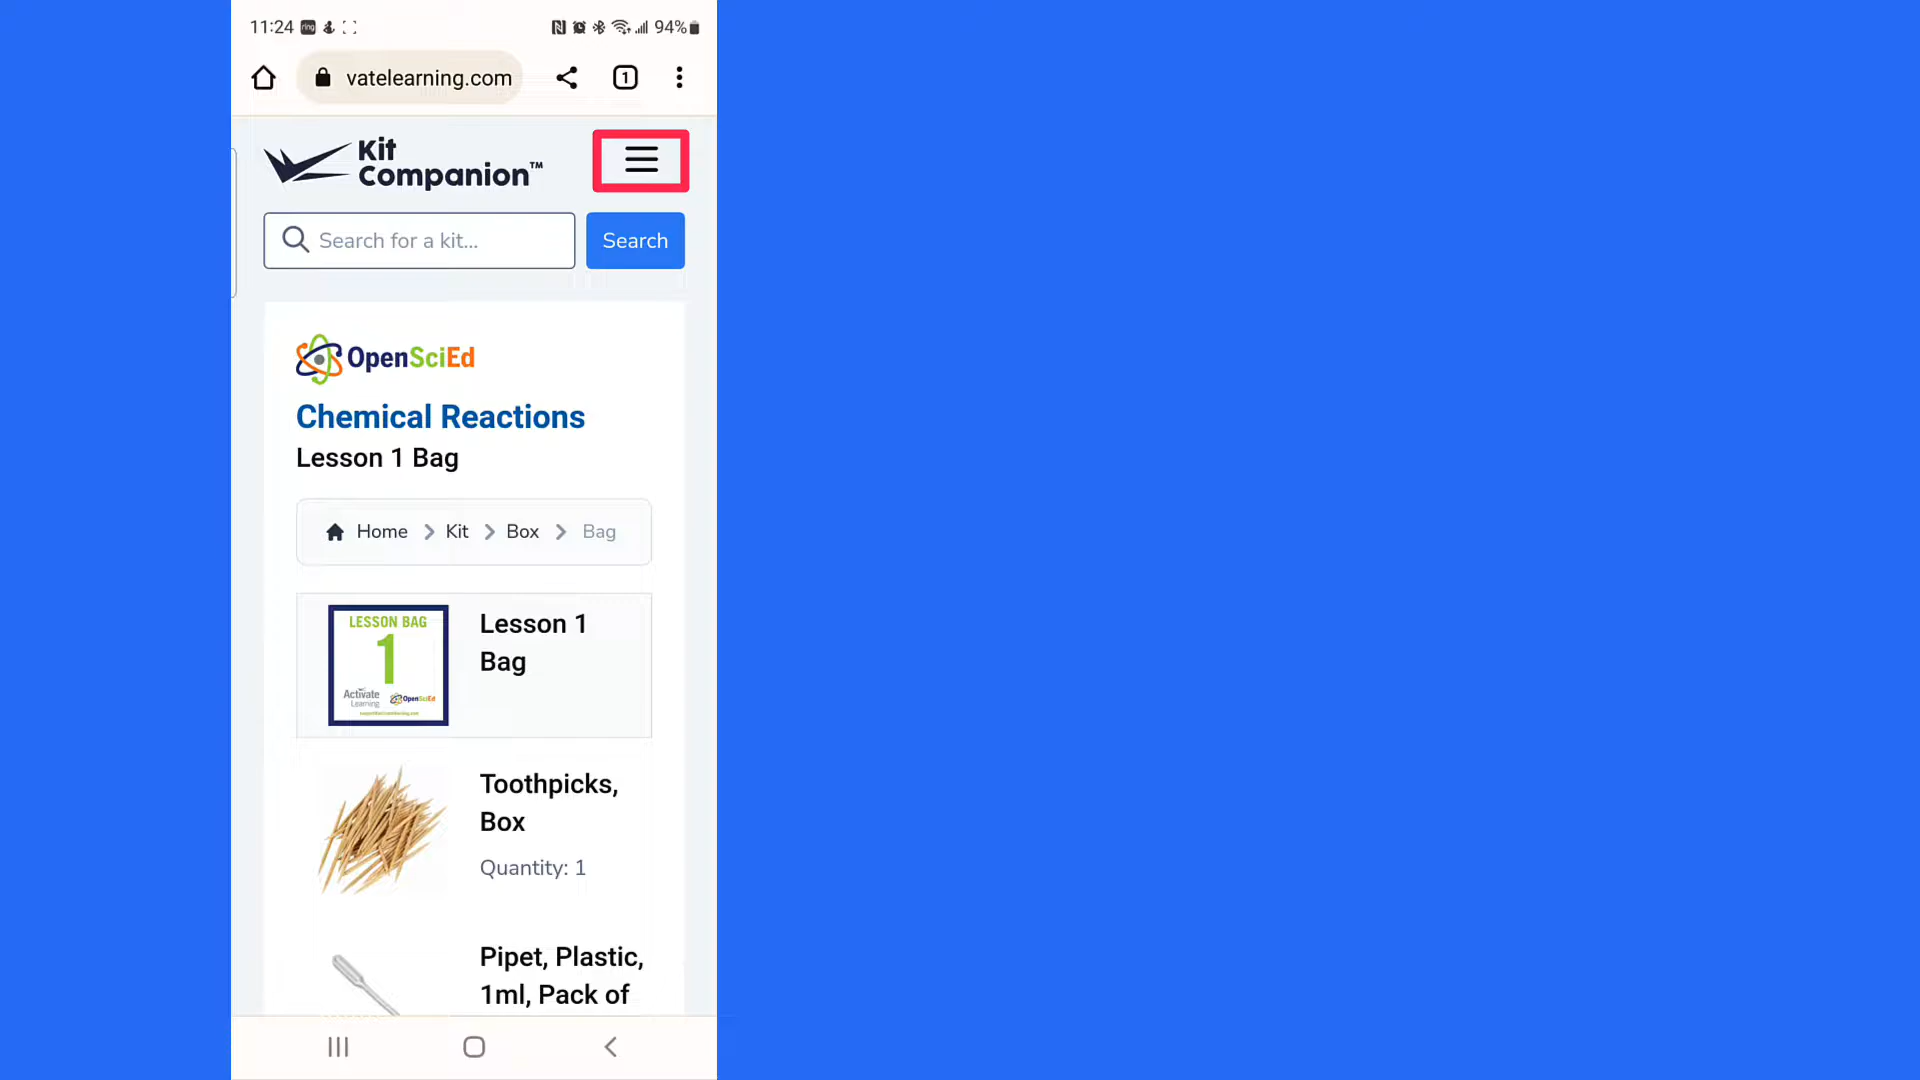 11:24
94%
vatelearning.com
1
Kit
Companion™
Search for a kit...
Search
OpenSciEd
Chemical Reactions
Lesson 1 Bag
Home
Kit
Box
Bag
LESSON BAG
1
Activate
Learning
OpenSciEd
Lesson 1
Bag
Toothpicks,
Box
Quantity: 1
Pipet, Plastic,
1ml, Pack of